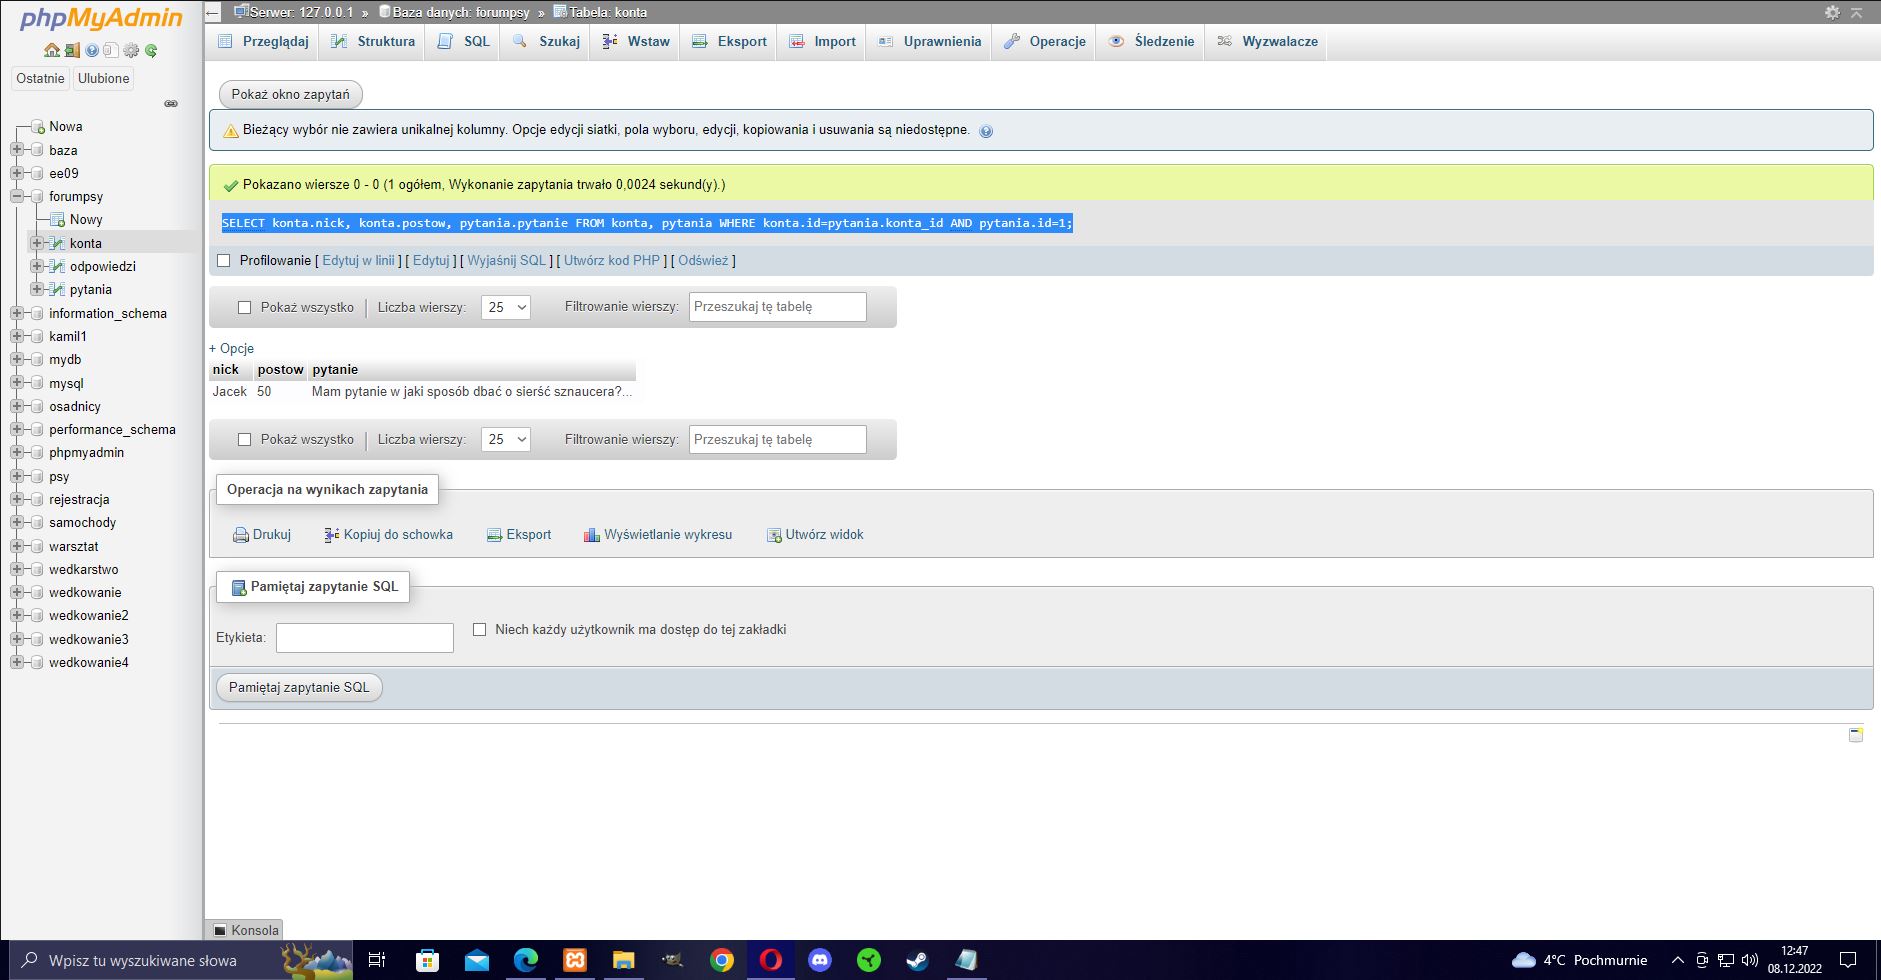 phpMyAdmin
Ostatnie Ulubione
Nowa
baza
ee09
forumpsy
Nowy
konta
odpowiedzi
pytania
information_schema
kamil1
mydb
mysql
osadnicy
performance_schema
phpmyadmin
psy
rejestracja
samochody
warsztat
wedkarstwo
wedkowanie
wedkowanie2
wedkowanie3
wedkowanie4
Serwer: 127.0.0.1 » Baza danych: forumpsy » Tabela: konta
Przeglądaj Struktura SQL Szukaj Wstaw Eksport Import Uprawnienia Operacje Śledzenie Wyzwalacze
Pokaż okno zapytań
Bieżący wybór nie zawiera unikalnej kolumny. Opcje edycji siatki, pola wyboru, edycji, kopiowania i usuwania są niedostępne.
Pokazano wiersze 0 - 0 (1 ogółem, Wykonanie zapytania trwało 0,0024 sekund(y).)
SELECT konta.nick, konta.postow, pytania.pytanie FROM konta, pytania WHERE konta.id=pytania.konta_id AND pytania.id=1;
Profilowanie [ Edytuj w linii ] [ Edytuj ] [ Wyjaśnij SQL ] [ Utwórz kod PHP ] [ Odśwież ]
Pokaż wszystko | Liczba wierszy: 25 Filtrowanie wierszy: Przeszukaj tę tabelę
+ Opcje
nick postow pytanie
Jacek 50 Mam pytanie w jaki sposób dbać o sierść sznaucera?...
Pokaż wszystko | Liczba wierszy: 25 Filtrowanie wierszy: Przeszukaj tę tabelę
Operacja na wynikach zapytania
Drukuj Kopiuj do schowka Eksport Wyświetlanie wykresu Utwórz widok
Pamiętaj zapytanie SQL
Etykieta: Niech każdy użytkownik ma dostęp do tej zakładki
Pamiętaj zapytanie SQL
Konsola
Wpisz tu wyszukiwane słowa
4°C Pochmurnie
12:47
08.12.2022